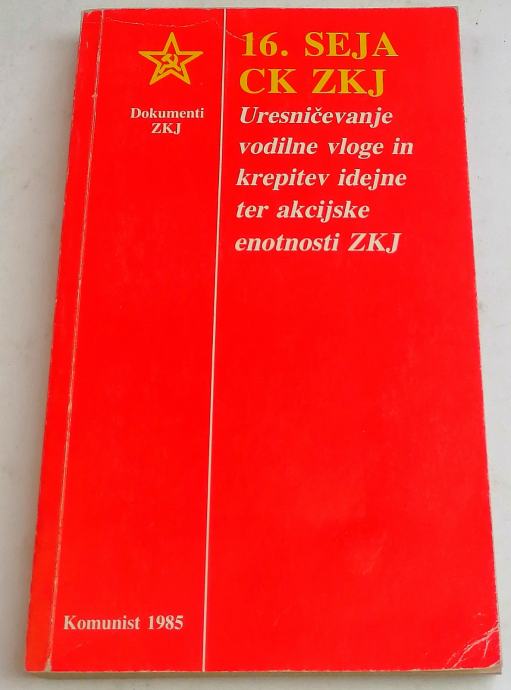 16. SEJA
CK ZKJ
Uresničevanje
vodilne vloge in
krepitev idejne
ter akcijske
enotnosti ZKJ
Dokumenti
ZKJ
Komunist 1985